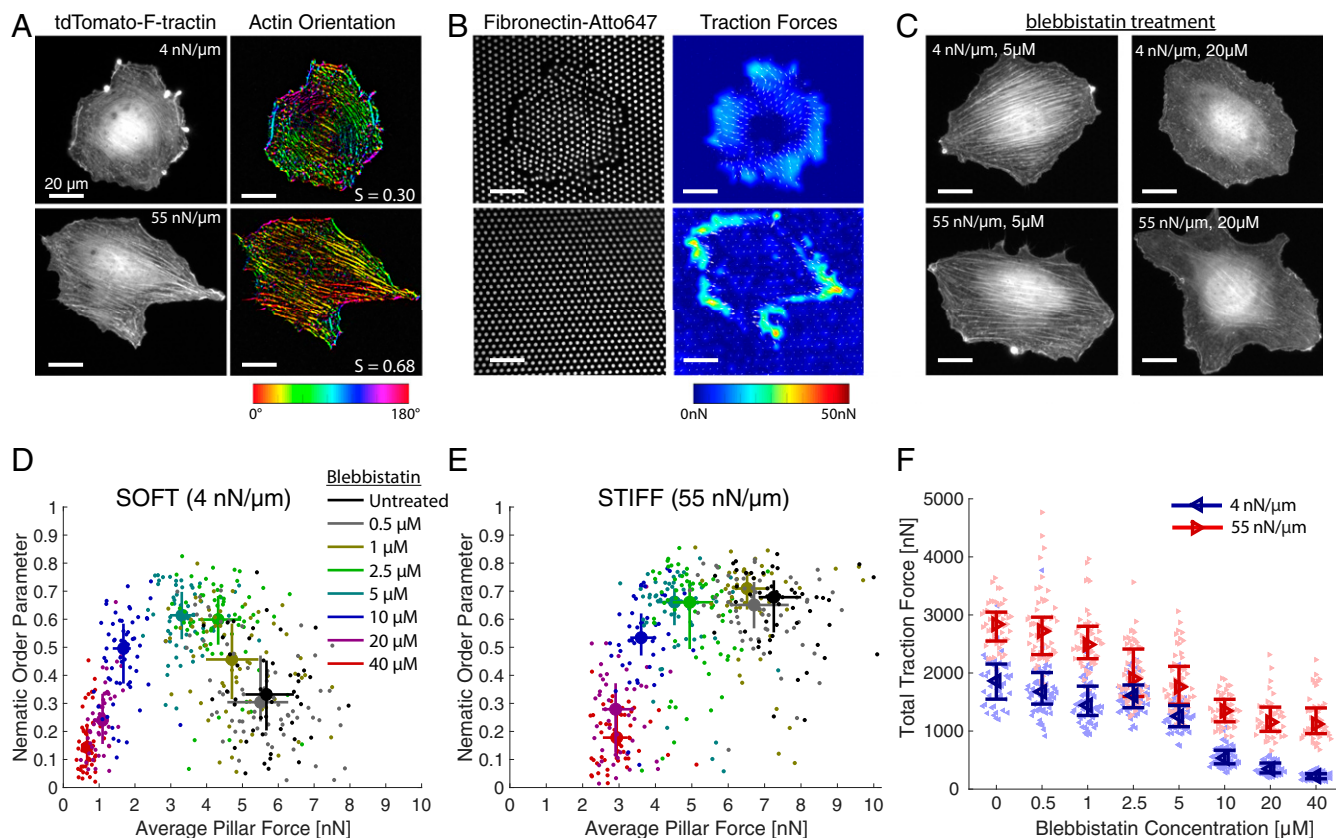 A
tdTomato-F-tractin
Actin Orientation
4 nN/µm
20 µm
S = 0.30
55 nN/µm
S = 0.68
0°
180°
B
Fibronectin-Atto647
Traction Forces
0nN
50nN
C
blebbistatin treatment
4 nN/µm, 5µM
4 nN/µm, 20µM
55 nN/µm, 5µM
55 nN/µm, 20µM
D
SOFT (4 nN/µm)
Nematic Order Parameter
1
0.9
0.8
0.7
0.6
0.5
0.4
0.3
0.2
0.1
0
0 1 2 3 4 5 6 7 8 9 10
Average Pillar Force [nN]
Blebbistatin
Untreated
0.5 µM
1 µM
2.5 µM
5 µM
10 µM
20 µM
40 µM
E
STIFF (55 nN/µm)
Nematic Order Parameter
1
0.9
0.8
0.7
0.6
0.5
0.4
0.3
0.2
0.1
0
0 1 2 3 4 5 6 7 8 9 10
Average Pillar Force [nN]
F
4 nN/µm
55 nN/µm
Total Traction Force [nN]
5000
4000
3000
2000
1000
0
0 0.5 1 2.5 5 10 20 40
Blebbistatin Concentration [µM]